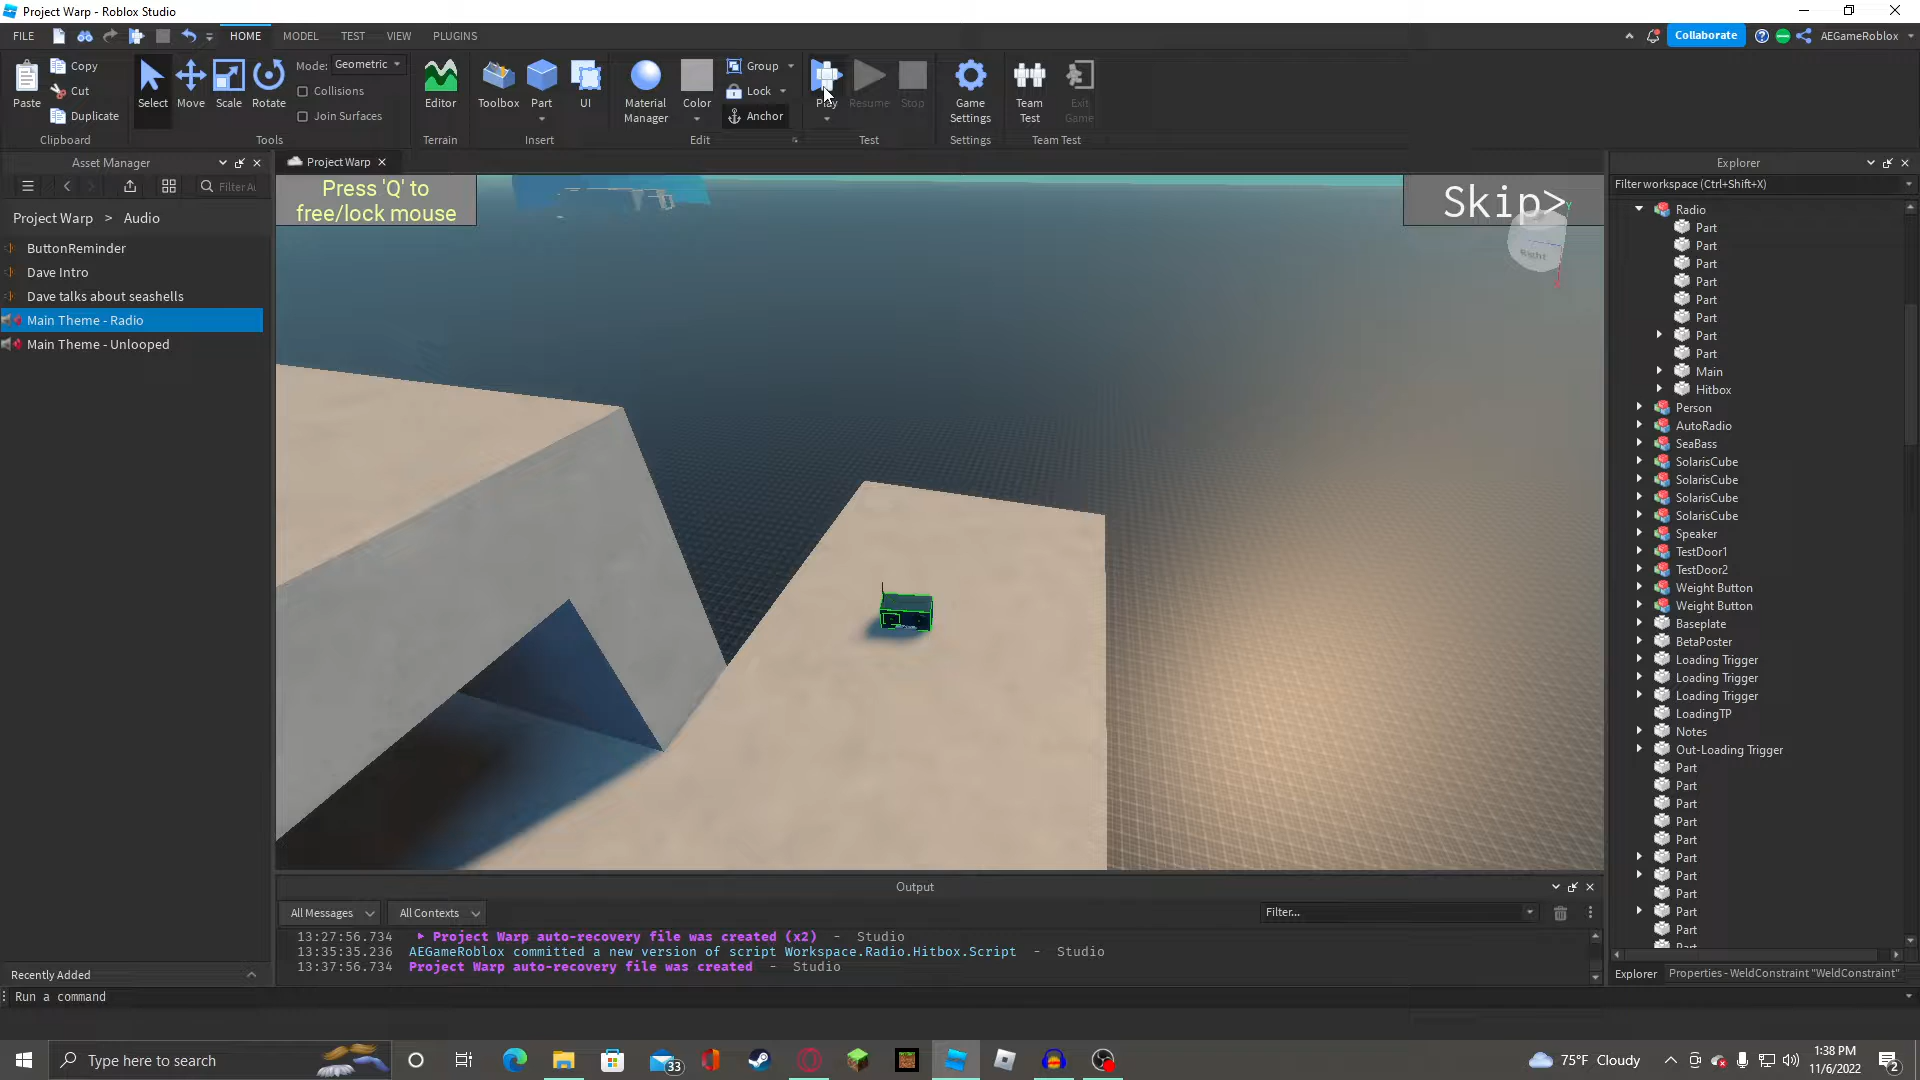 Project Warp - Roblox Studio
FILE
HOME
MODEL
TEST
VIEW
PLUGINS
Collaborate
AEGameRoblox
Paste
Copy
Cut
Duplicate
Clipboard
Select
Move
Scale
Rotate
Mode:
Geometric
Collisions
Join Surfaces
Tools
Editor
Terrain
Toolbox
Part
UI
Insert
Material
Manager
Color
Group
Lock
Anchor
Edit
Play
Resume
Stop
Test
Game
Settings
Settings
Team
Test
Exit
Game
Team Test
Asset Manager
Filter Au
Project Warp > Audio
ButtonReminder
Dave Intro
Dave talks about seashells
Main Theme - Radio
Main Theme - Unlooped
Recently Added
Project Warp
Press 'Q' to
free/lock mouse
Skip>
Right
Y
Explorer
Filter workspace (Ctrl+Shift+X)
Radio
Part
Part
Part
Part
Part
Part
Part
Part
Main
Hitbox
Person
AutoRadio
SeaBass
SolarisCube
SolarisCube
SolarisCube
SolarisCube
Speaker
TestDoor1
TestDoor2
Weight Button
Weight Button
Baseplate
BetaPoster
Loading Trigger
Loading Trigger
Loading Trigger
LoadingTP
Notes
Out-Loading Trigger
Part
Part
Part
Part
Part
Part
Part
Part
Part
Part
Part
Explorer
Properties - WeldConstraint "WeldConstraint"
Output
All Messages
All Contexts
Filter...
13:27:56.734 Project Warp auto-recovery file was created (x2) - Studio
13:35:35.236 AEGameRoblox committed a new version of script Workspace.Radio.Hitbox.Script - Studio
13:37:56.734 Project Warp auto-recovery file was created - Studio
Run a command
Type here to search
33
75°F Cloudy
1:38 PM
11/6/2022
2